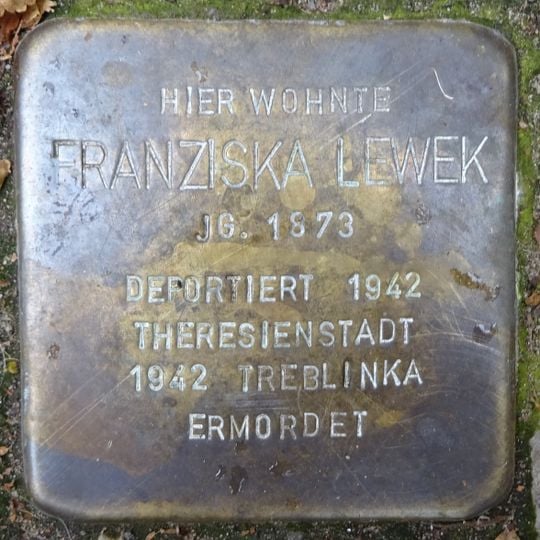 HIER WOHNTE
FRANZISKA LEWEK
JG. 1873
DEPORTIERT 1942
THERESIENSTADT
1942 TREBLINKA
ERMORDET